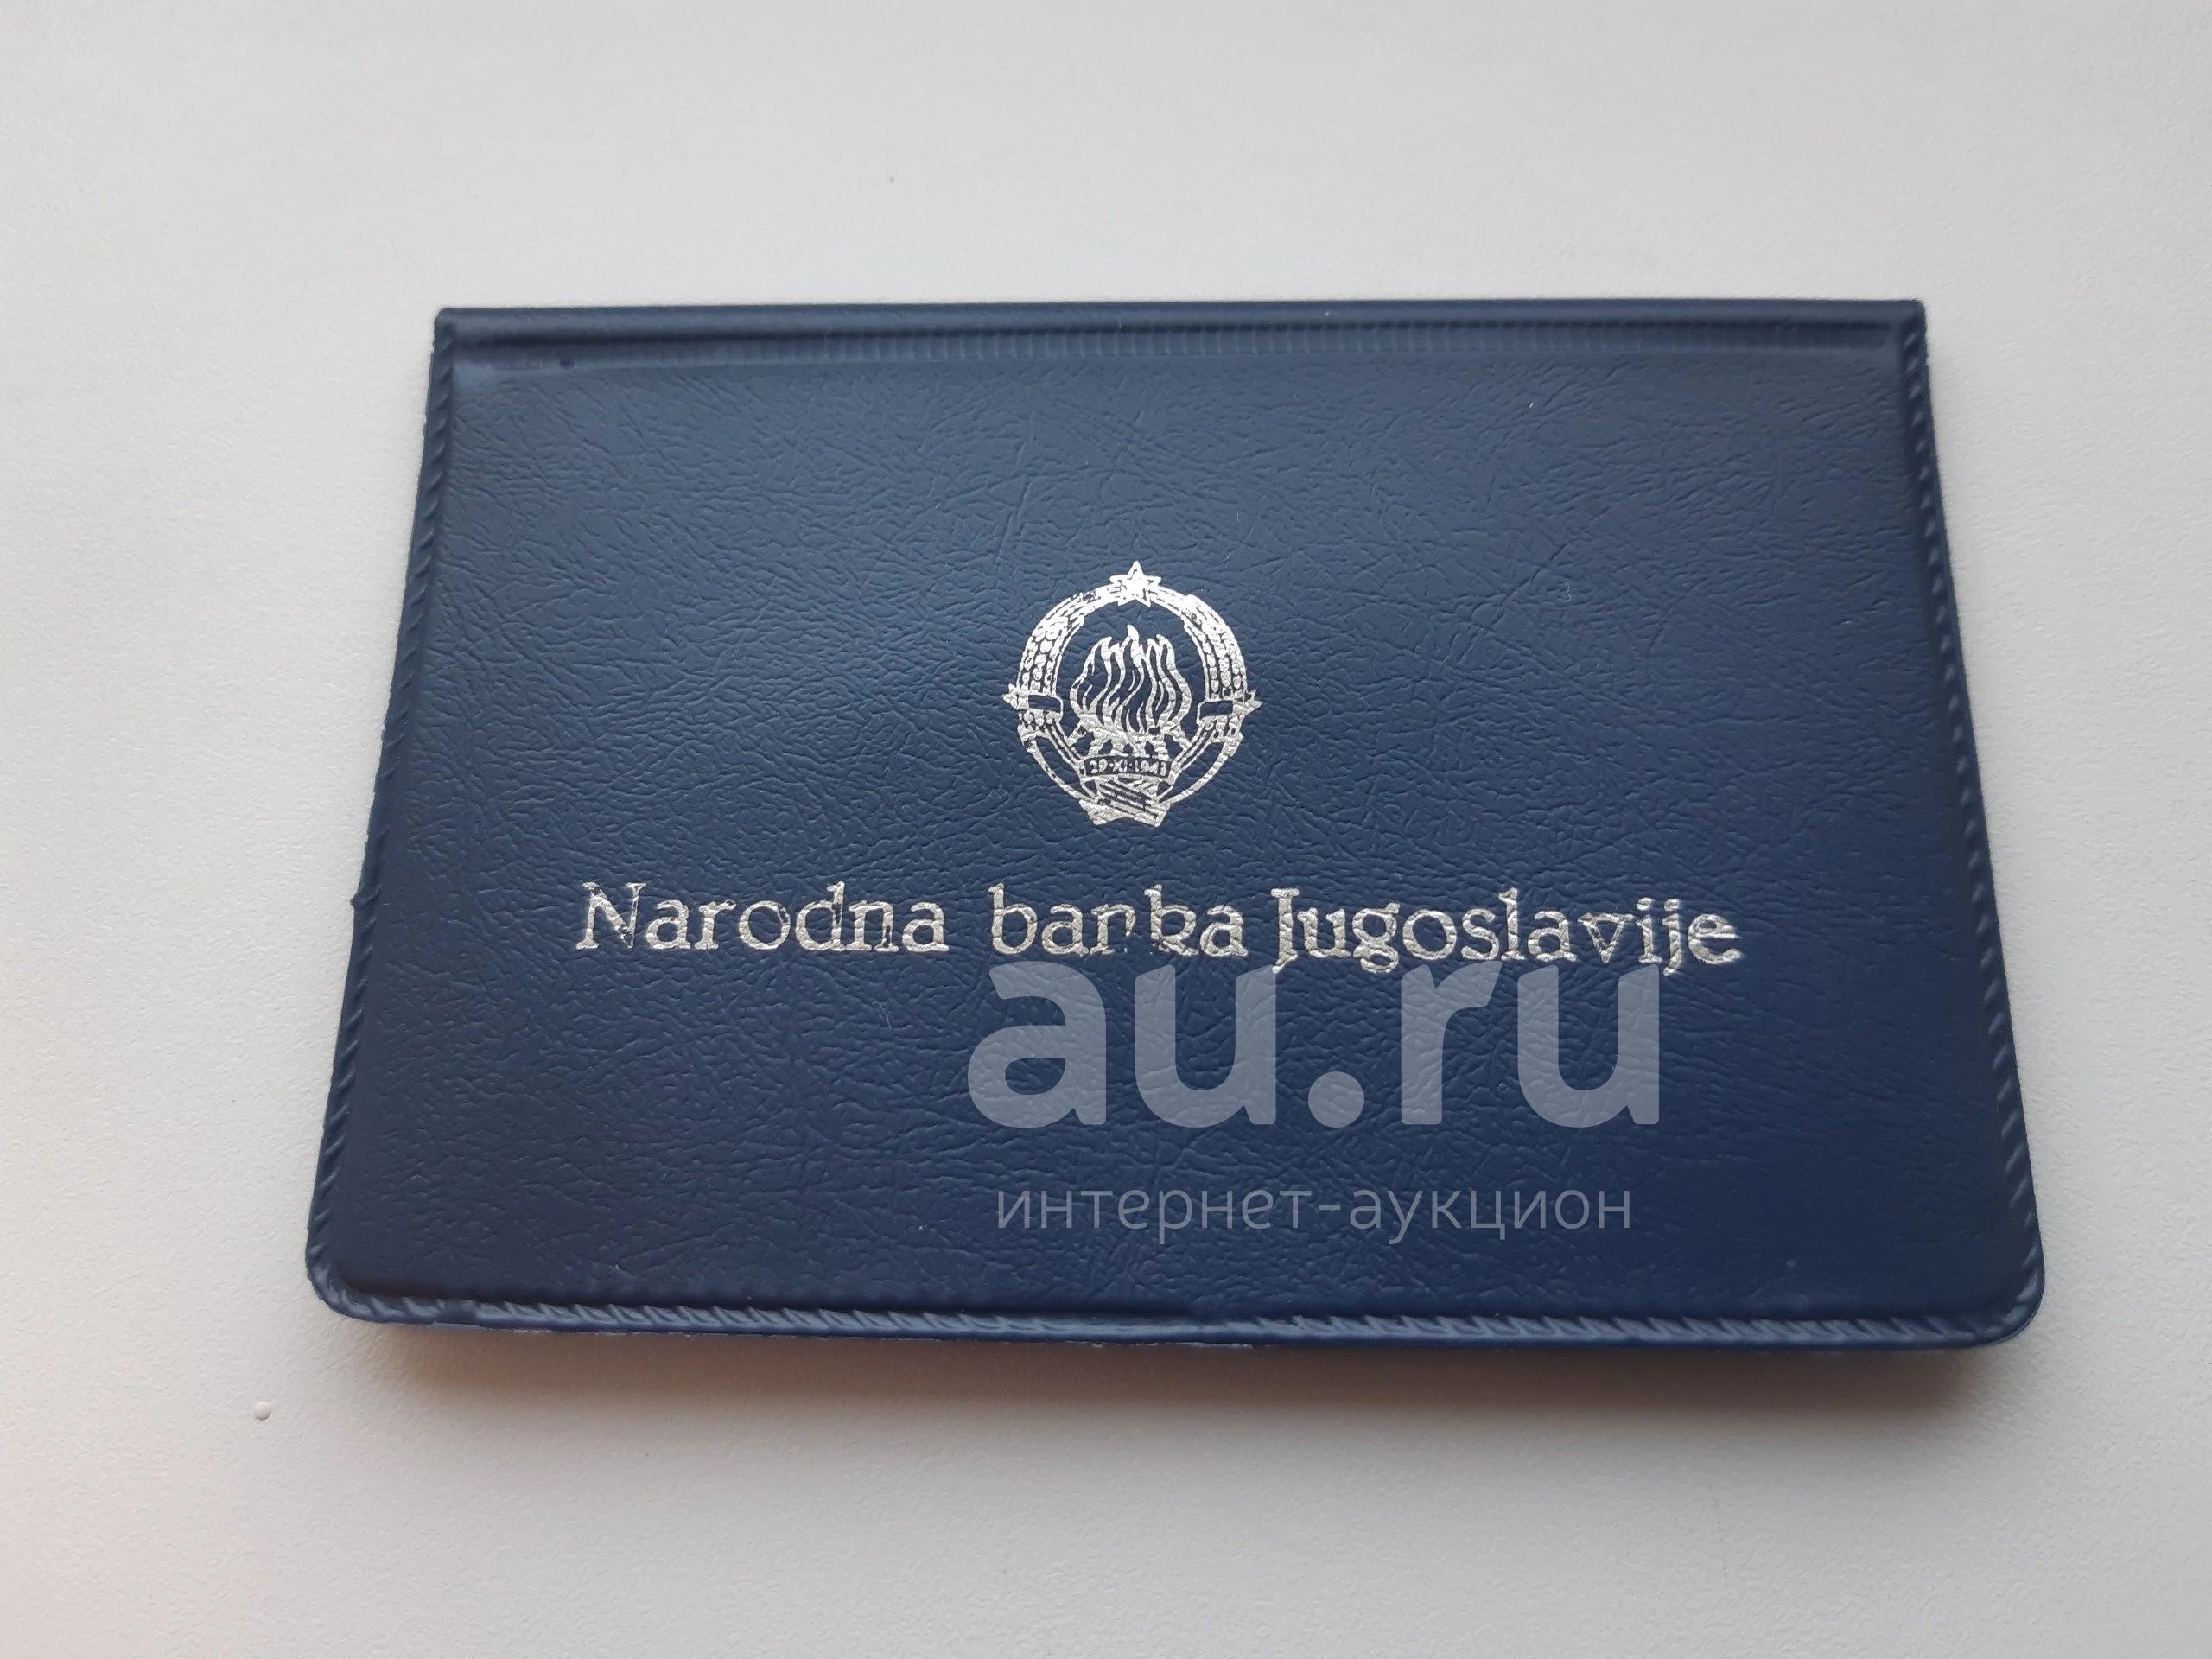 Narodna banka Jugoslavije
au.ru
интернет-аукцион